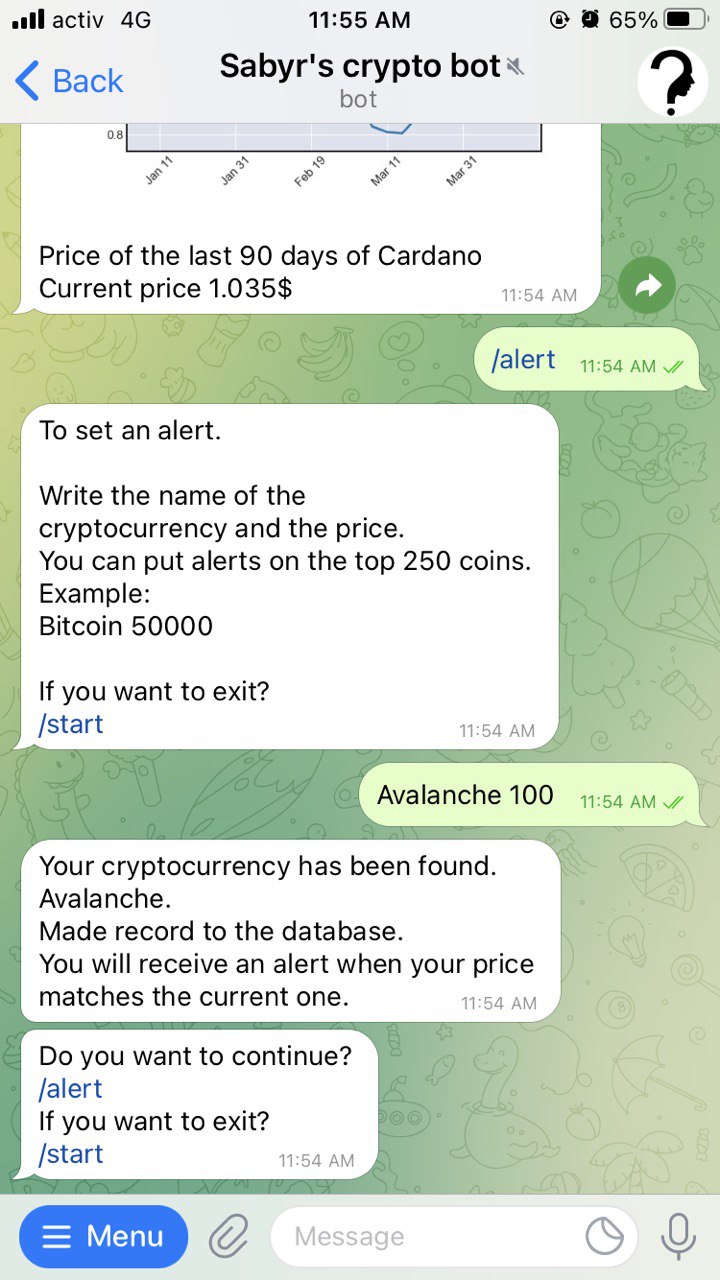 activ 4G 11:55 AM 65%
Back
Sabyr's crypto bot
bot
0.8
Jan 11 Jan 31 Feb 19 Mar 11 Mar 31
Price of the last 90 days of Cardano
Current price 1.035$
11:54 AM
/alert 11:54 AM
To set an alert.
Write the name of the
cryptocurrency and the price.
You can put alerts on the top 250 coins.
Example:
Bitcoin 50000
If you want to exit?
/start
11:54 AM
Avalanche 100 11:54 AM
Your cryptocurrency has been found.
Avalanche.
Made record to the database.
You will receive an alert when your price
matches the current one.
11:54 AM
Do you want to continue?
/alert
If you want to exit?
/start
11:54 AM
Menu
Message